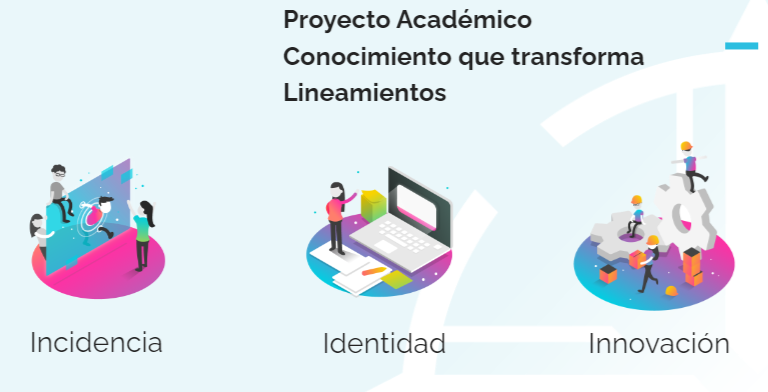 Proyecto Académico
Conocimiento que transforma
Lineamientos
Incidencia
Identidad
Innovación